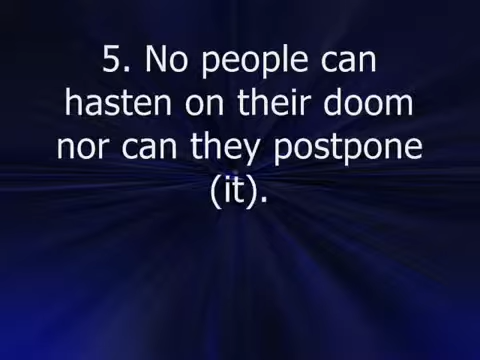 5. No people can
hasten on their doom
nor can they postpone
(it).